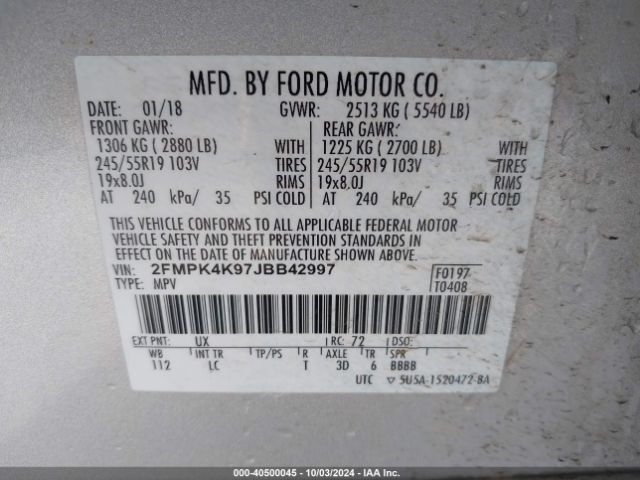 MFD. BY FORD MOTOR CO.
DATE: 01/18 GVWR: 2513 KG ( 5540 LB)
FRONT GAWR: REAR GAWR:
1306 KG ( 2880 LB) WITH 1225 KG ( 2700 LB) WITH
245/55R19 103V TIRES 245/55R19 103V TIRES
19x8.0J RIMS 19x8.0J RIMS
AT 240 kPa/ 35 PSI COLD AT 240 kPa/ 35 PSI COLD
THIS VEHICLE CONFORMS TO ALL APPLICABLE FEDERAL MOTOR
VEHICLE SAFETY AND THEFT PREVENTION STANDARDS IN
EFFECT ON THE DATE OF MANUFACTURE SHOWN ABOVE.
VIN: 2FMPK4K97JBB42997 F0197
TYPE: MPV T0408
EXT PNT: UX RC: 72 DSO:
WB INT TR TP/PS R AXLE TR SPR
112 LC T 3D 6 BBBB
UTC ▽ 5USA-1520472-BA
000-40500045 - 10/03/2024 - IAA Inc.